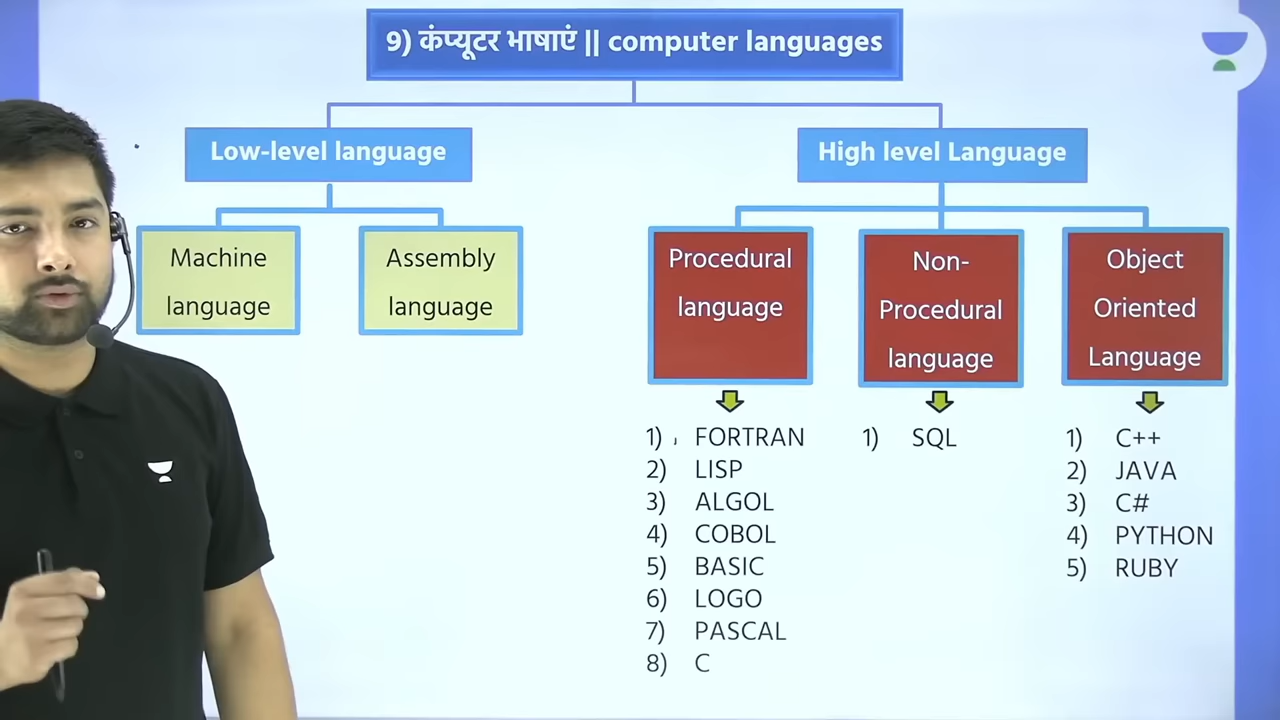 9) कंप्यूटर भाषाएं || computer languages
Low-level language
High level Language
Machine
language
Assembly
language
Procedural
language
Non-
Procedural
language
Object
Oriented
Language
1) FORTRAN
2) LISP
3) ALGOL
4) COBOL
5) BASIC
6) LOGO
7) PASCAL
8) C
1) SQL
1) C++
2) JAVA
3) C#
4) PYTHON
5) RUBY